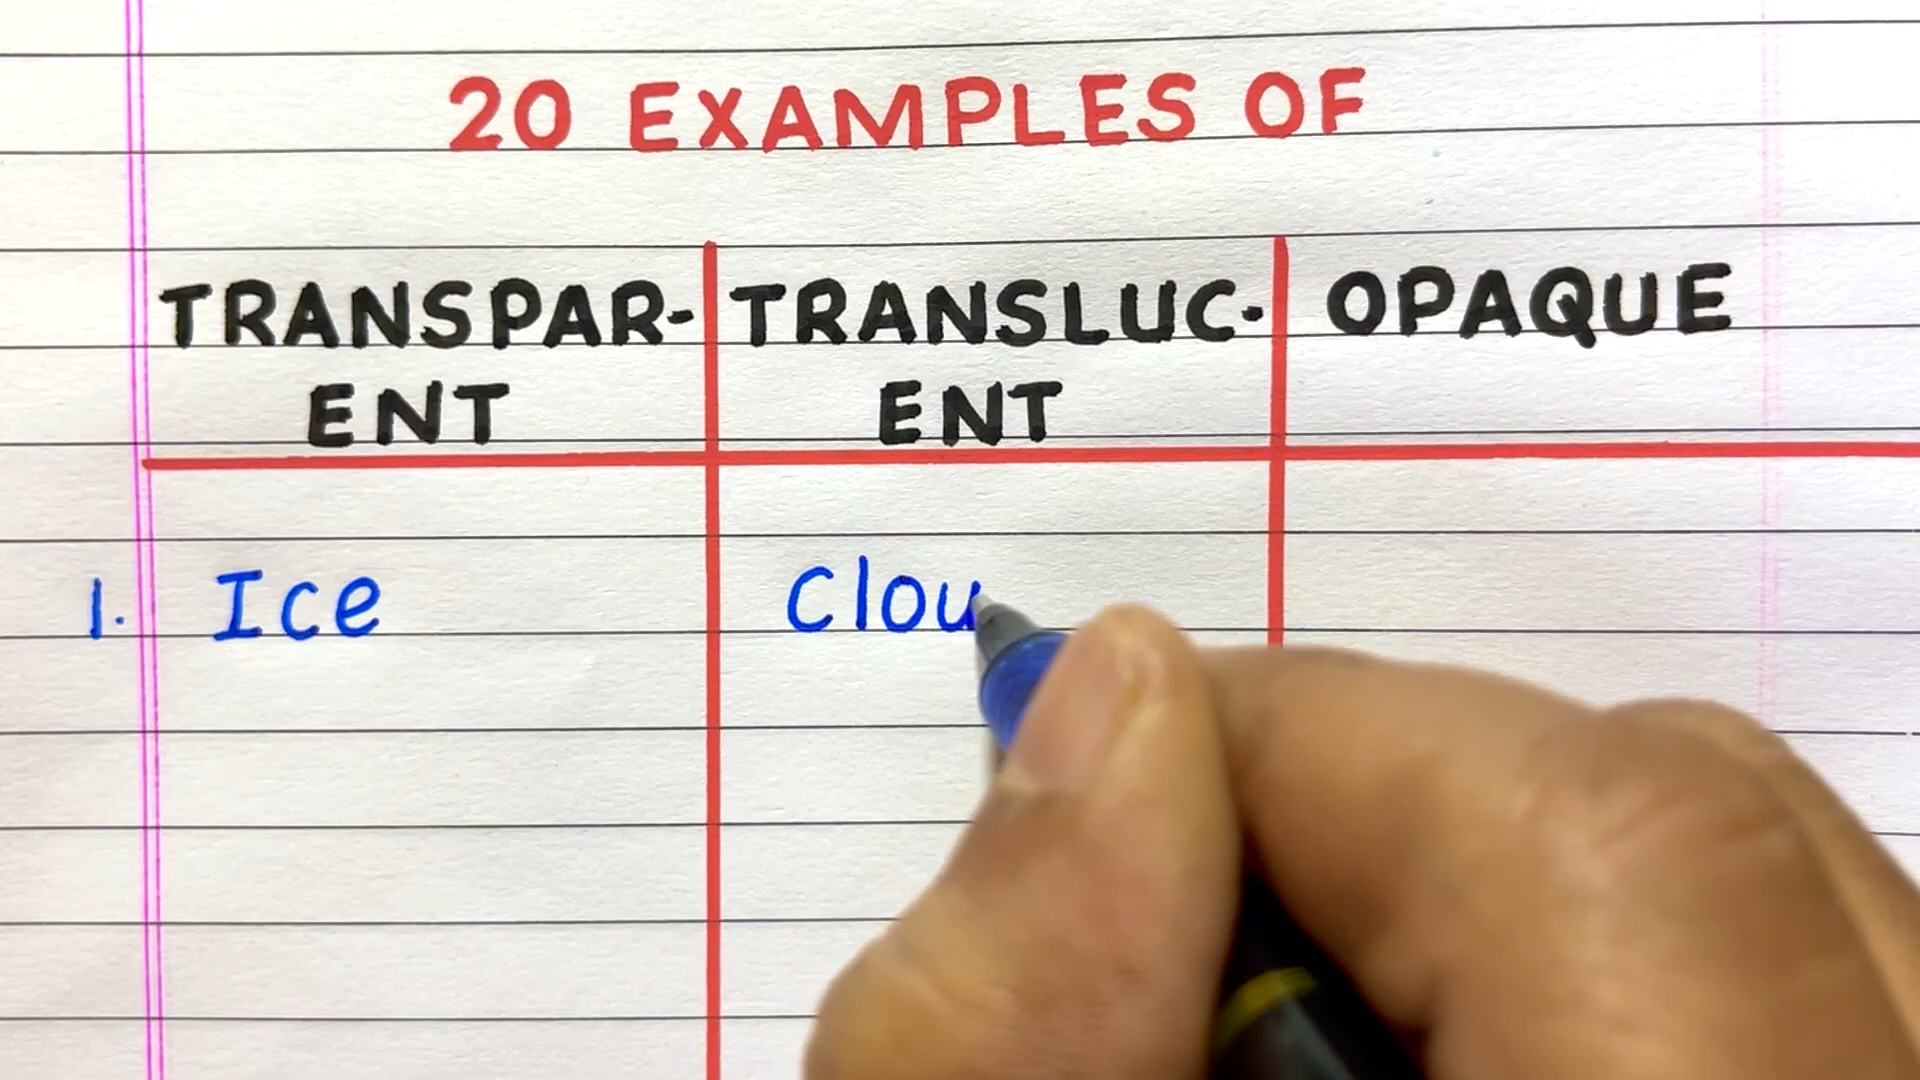 20 EXAMPLES OF
TRANSPAR- TRANSLUC- OPAQUE
ENT ENT
1. Ice Clou